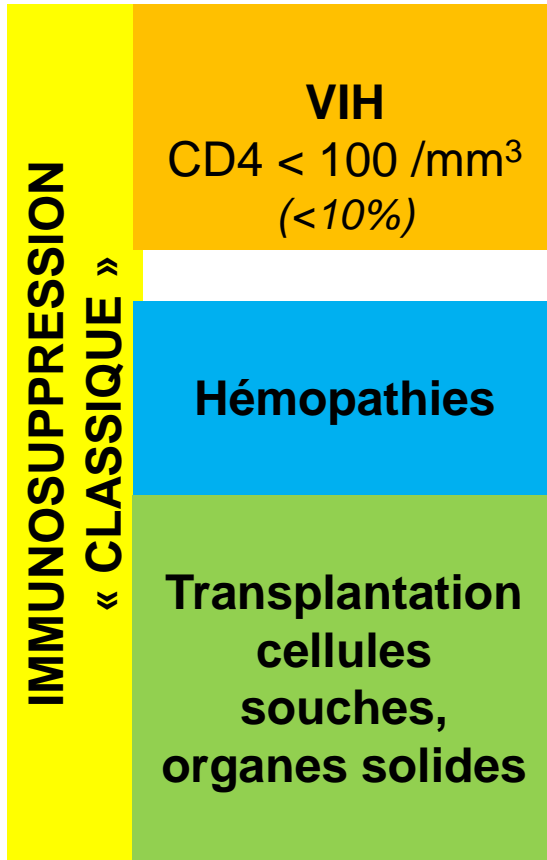 IMMUNOSUPPRESSION
« CLASSIQUE »
VIH
CD4 < 100 /mm³
(<10%)
Hémopathies
Transplantation
cellules
souches,
organes solides